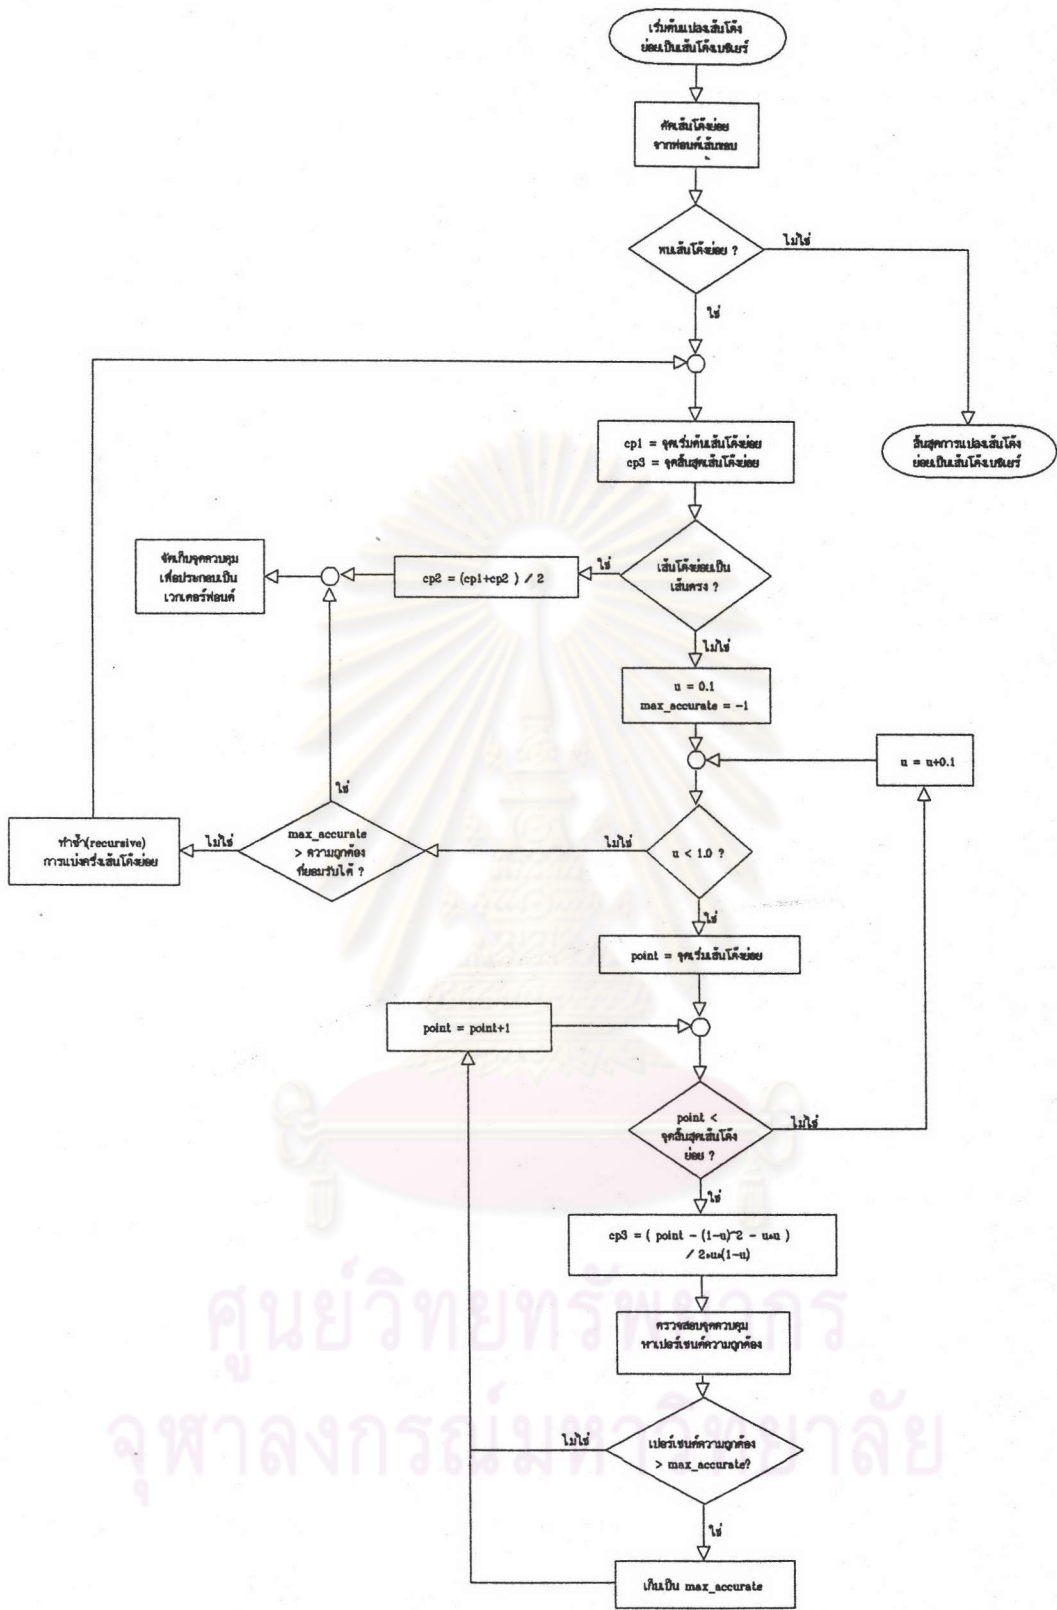 เริ่มต้นแปลงเส้นโค้ง
ย่อยเป็นเส้นโค้งเบซิเยร์
ตัดเส้นโค้งย่อย
จากฟอนต์เส้นขอบ
พบเส้นโค้งย่อย ?
ไม่ใช่
ใช่
cp1 = จุดเริ่มต้นเส้นโค้งย่อย
cp3 = จุดสิ้นสุดเส้นโค้งย่อย
สิ้นสุดการแปลงเส้นโค้ง
ย่อยเป็นเส้นโค้งเบซิเยร์
จัดเก็บจุดควบคุม
เพื่อประกอบเป็น
เวกเตอร์ฟอนต์
cp2 = (cp1+cp2 ) / 2
ใช่
เส้นโค้งย่อยเป็น
เส้นตรง ?
ไม่ใช่
u = 0.1
max_accurate = -1
u = u+0.1
ใช่
ทำซ้ำ(recursive)
การแบ่งครึ่งเส้นโค้งย่อย
ไม่ใช่
max_accurate
> ความถูกต้อง
ที่ยอมรับได้ ?
ไม่ใช่
u < 1.0 ?
ใช่
point = จุดเริ่มเส้นโค้งย่อย
point = point+1
point <
จุดสิ้นสุดเส้นโค้ง
ย่อย ?
ไม่ใช่
ใช่
cp3 = ( point - (1-u)^2 - u*u )
/ 2*u*(1-u)
ตรวจสอบจุดควบคุม
หาเปอร์เซนต์ความถูกต้อง
ไม่ใช่
เปอร์เซนต์ความถูกต้อง
> max_accurate?
ใช่
เก็บเป็น max_accurate
ศูนย์วิทยทรัพยากร
จุฬาลงกรณ์มหาวิทยาลัย